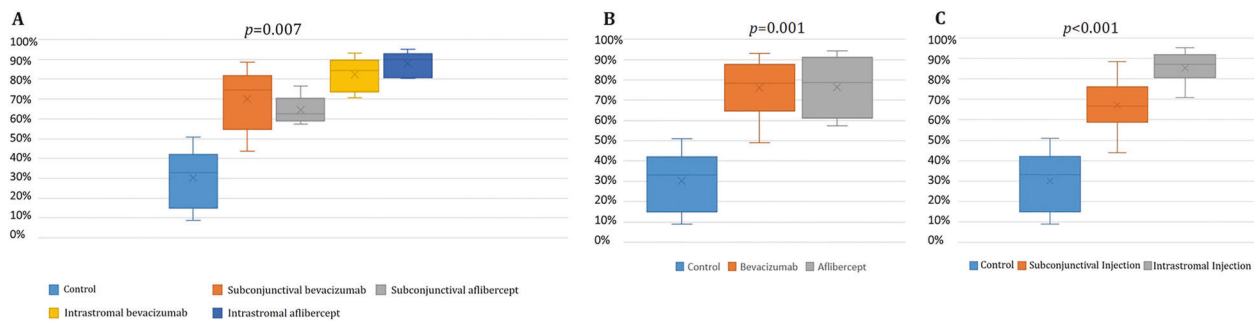 A
p=0.007
100%
90%
80%
70%
60%
50%
40%
30%
20%
10%
0%
Control
Subconjunctival bevacizumab
Subconjunctival aflibercept
Intrastromal bevacizumab
Intrastromal aflibercept
B
p=0.001
100%
90%
80%
70%
60%
50%
40%
30%
20%
10%
0%
Control
Bevacizumab
Aflibercept
C
p<0.001
100%
90%
80%
70%
60%
50%
40%
30%
20%
10%
0%
Control
Subconjunctival Injection
Intrastromal Injection